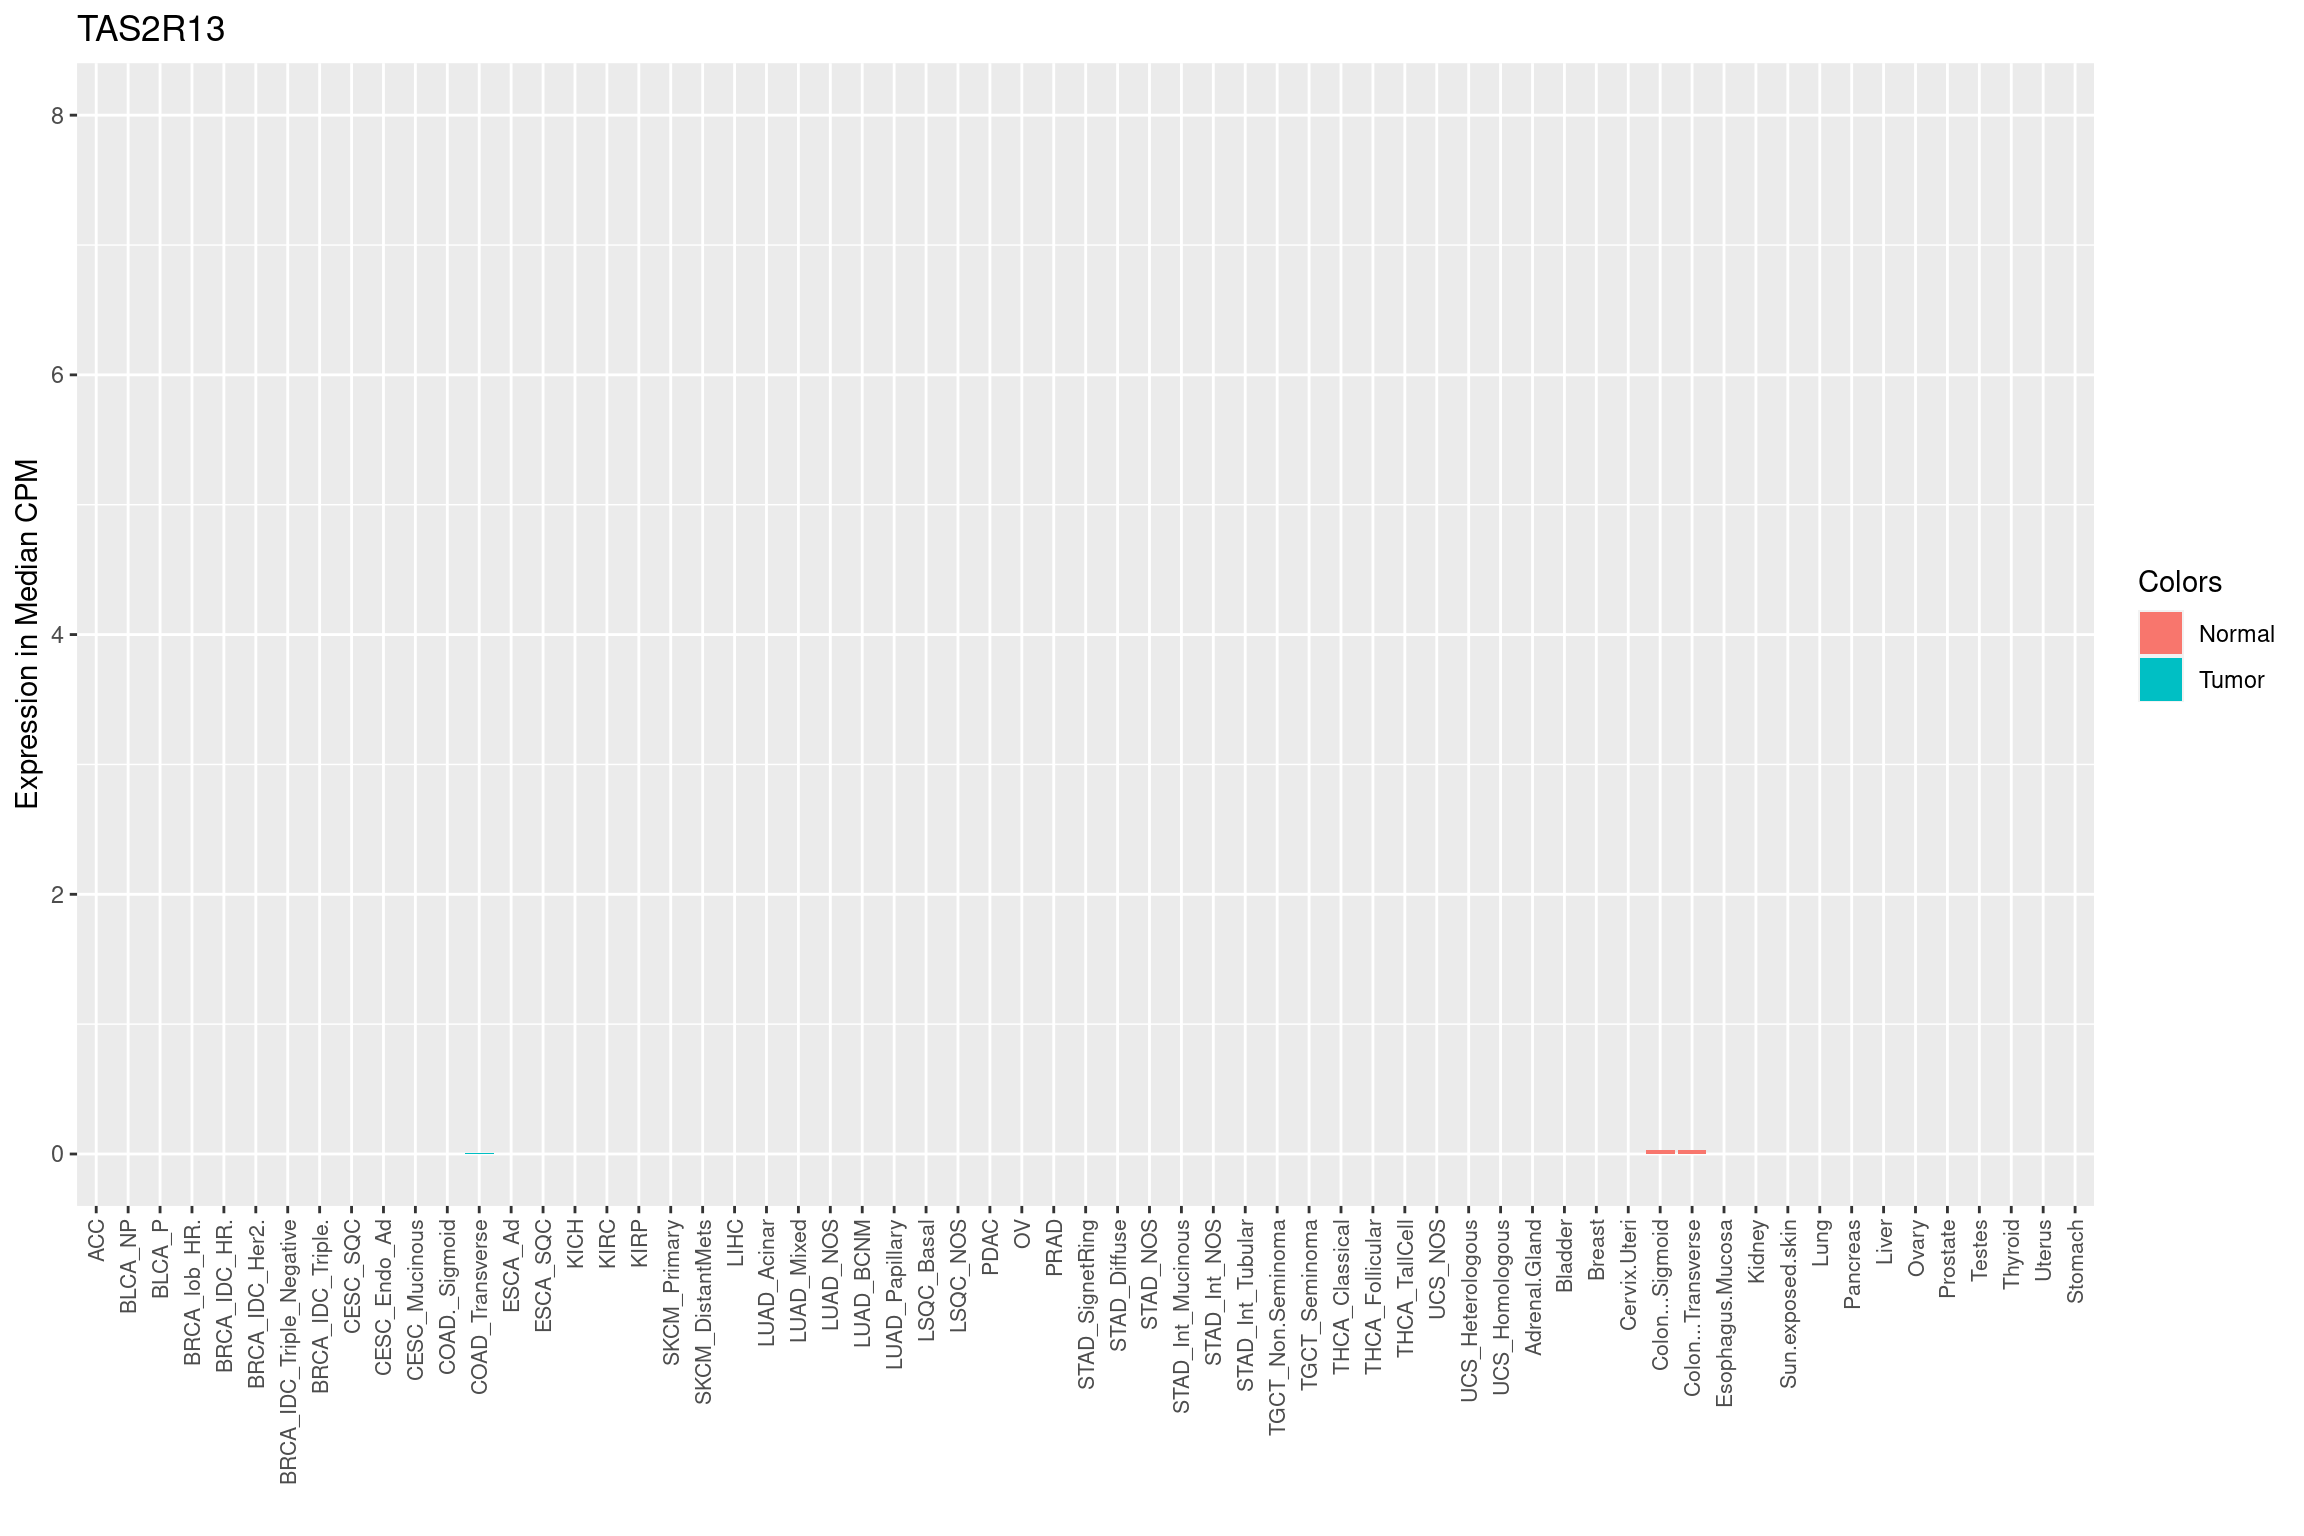 TAS2R13
Expression in Median CPM
8
6
4
2
0
ACC
BLCA_NP
BLCA_P
BRCA_lob_HR.
BRCA_IDC_HR.
BRCA_IDC_Her2.
BRCA_IDC_Triple_Negative
BRCA_IDC_Triple.
CESC_SQC
CESC_Endo_Ad
CESC_Mucinous
COAD._Sigmoid
COAD_Transverse
ESCA_Ad
ESCA_SQC
KICH
KIRC
KIRP
SKCM_Primary
SKCM_DistantMets
LIHC
LUAD_Acinar
LUAD_Mixed
LUAD_NOS
LUAD_BCNM
LUAD_Papillary
LSQC_Basal
LSQC_NOS
PDAC
OV
PRAD
STAD_SignetRing
STAD_Diffuse
STAD_NOS
STAD_Int_Mucinous
STAD_Int_NOS
STAD_Int_Tubular
TGCT_Non.Seminoma
TGCT_Seminoma
THCA_Classical
THCA_Follicular
THCA_TallCell
UCS_NOS
UCS_Heterologous
UCS_Homologous
Adrenal.Gland
Bladder
Breast
Cervix.Uteri
Colon...Sigmoid
Colon...Transverse
Esophagus.Mucosa
Kidney
Sun.exposed.skin
Lung
Pancreas
Liver
Ovary
Prostate
Testes
Thyroid
Uterus
Stomach
Colors
Normal
Tumor